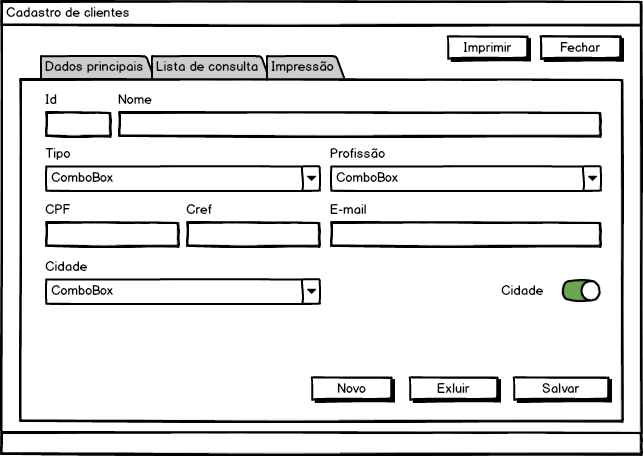 Cadastro de clientes
Imprimir Fechar
Dados principais Lista de consulta Impressão
Id Nome
Tipo Profissão
ComboBox ComboBox
CPF Cref E-mail
Cidade
ComboBox Cidade
Novo Exluir Salvar